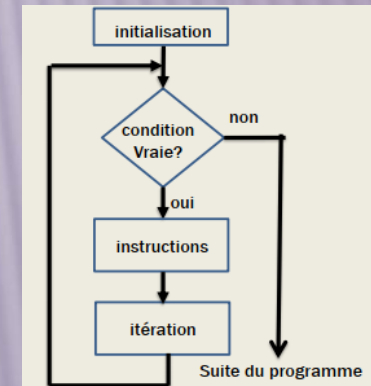 initialisation
non
condition
Vraie?
oui
instructions
itération
Suite du programme